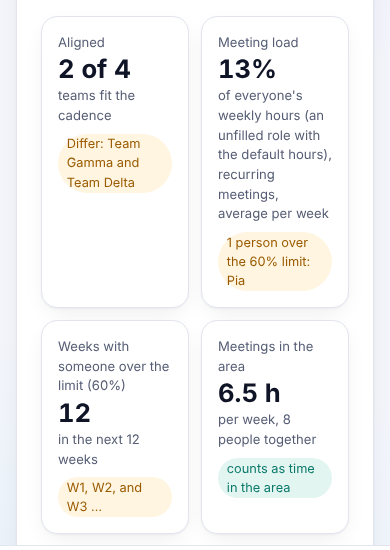 Aligned
2 of 4
teams fit the
cadence
Differ: Team
Gamma and
Team Delta
Meeting load
13%
of everyone's
weekly hours (an
unfilled role with
the default hours),
recurring
meetings,
average per week
1 person over
the 60% limit:
Pia
Weeks with
someone over the
limit (60%)
12
in the next 12
weeks
W1, W2, and
W3 ...
Meetings in the
area
6.5 h
per week, 8
people together
counts as time
in the area